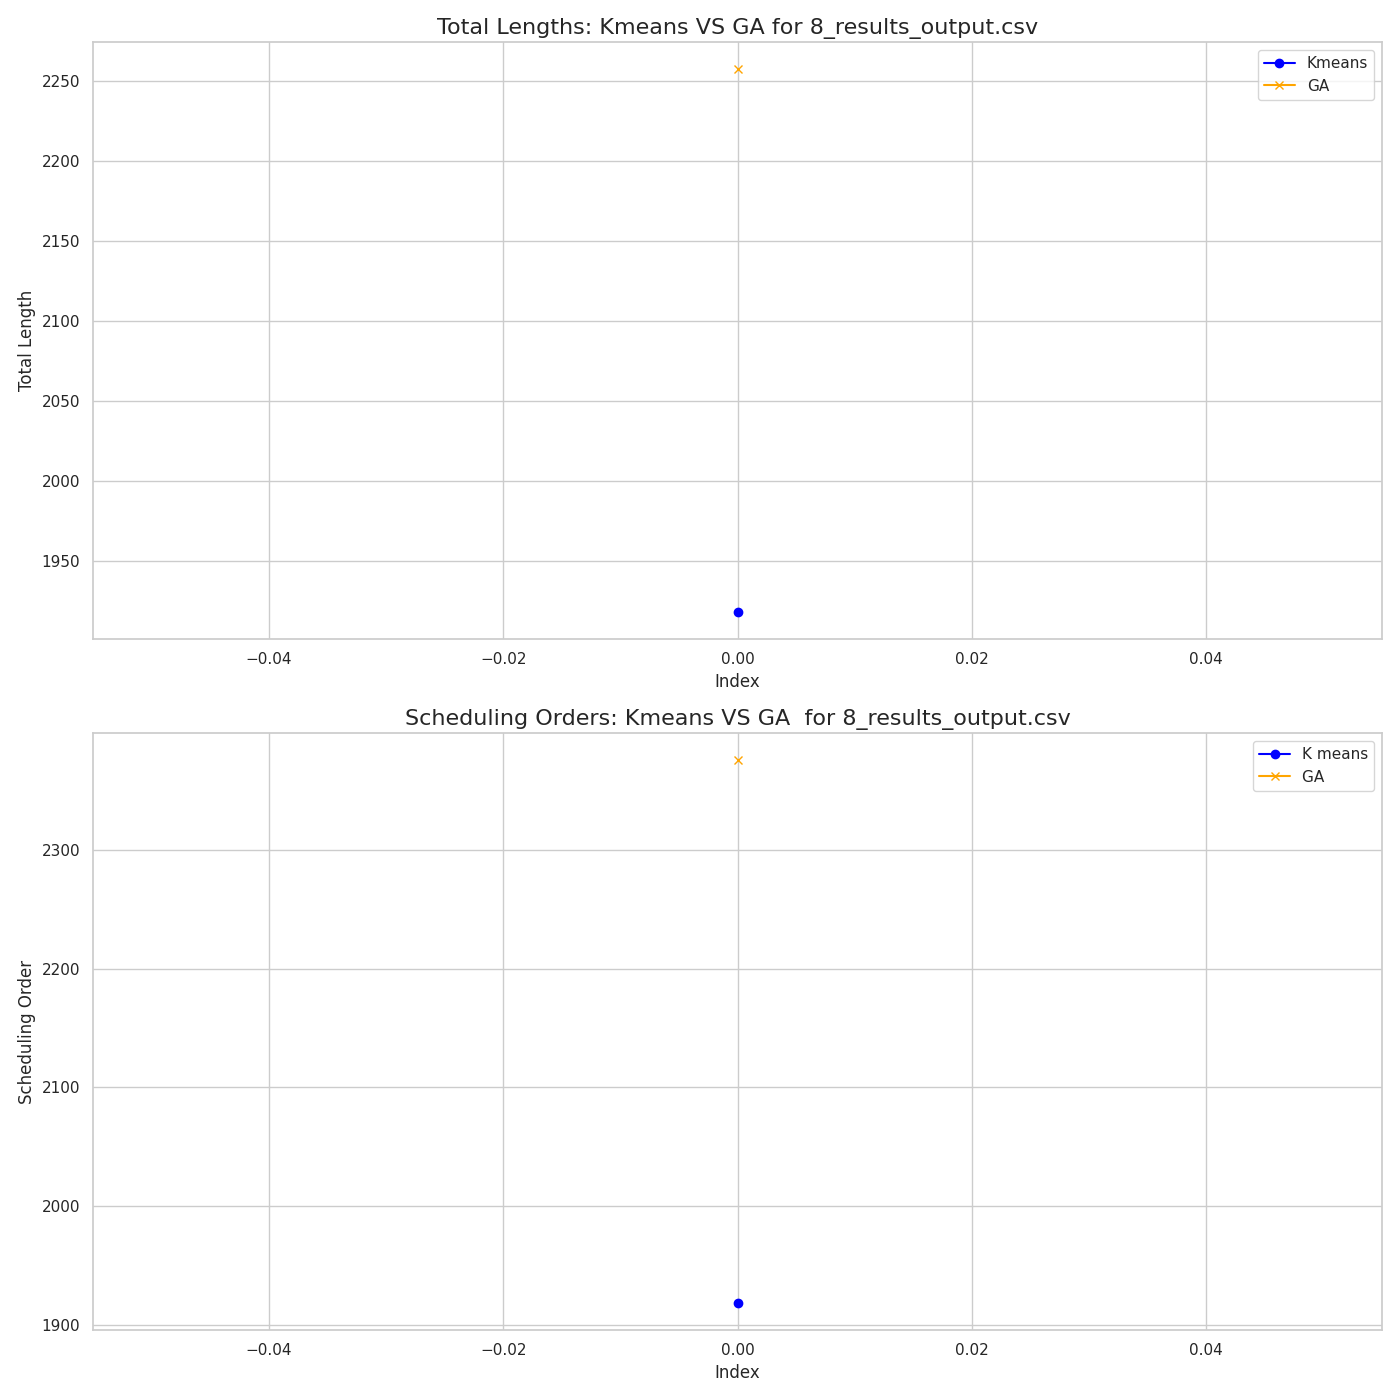 Total Lengths: Kmeans VS GA for 8_results_output.csv
Kmeans
GA
2250
2200
2150
2100
2050
2000
1950
Total Length
−0.04 −0.02 0.00 0.02 0.04
Index
Scheduling Orders: Kmeans VS GA  for 8_results_output.csv
K means
GA
2300
2200
2100
2000
1900
Scheduling Order
−0.04 −0.02 0.00 0.02 0.04
Index